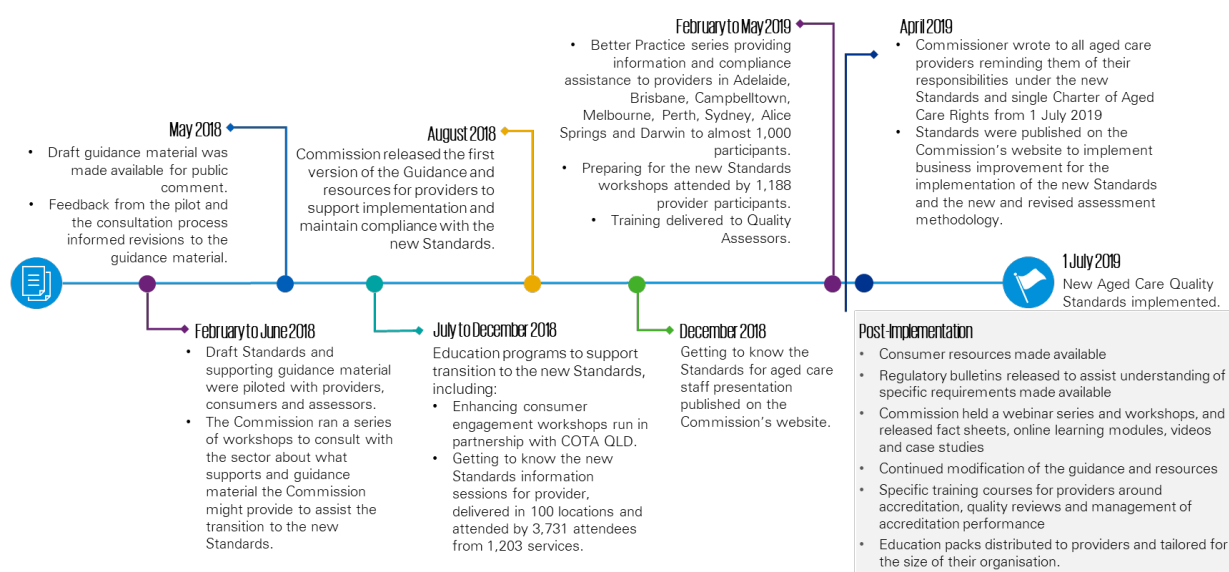 May 2018
• Draft guidance material was
made available for public
comment.
• Feedback from the pilot and
the consultation process
informed revisions to the
guidance material.
August 2018
Commission released the first
version of the Guidance and
resources for providers to
support implementation and
maintain compliance with the
new Standards.
February to May 2019
• Better Practice series providing
information and compliance
assistance to providers in Adelaide,
Brisbane, Campbelltown,
Melbourne, Perth, Sydney, Alice
Springs and Darwin to almost 1,000
participants.
• Preparing for the new Standards
workshops attended by 1,188
provider participants.
• Training delivered to Quality
Assessors.
April 2019
• Commissioner wrote to all aged care
providers reminding them of their
responsibilities under the new
Standards and single Charter of Aged
Care Rights from 1 July 2019
• Standards were published on the
Commission's website to implement
business improvement for the
implementation of the new Standards
and the new and revised assessment
methodology.
1 July 2019
New Aged Care Quality
Standards implemented.
February to June 2018
• Draft Standards and
supporting guidance material
were piloted with providers,
consumers and assessors.
• The Commission ran a series
of workshops to consult with
the sector about what
supports and guidance
material the Commission
might provide to assist the
transition to the new
Standards.
July to December 2018
Education programs to support
transition to the new Standards,
including:
• Enhancing consumer
engagement workshops run in
partnership with COTA QLD.
• Getting to know the new
Standards information
sessions for provider,
delivered in 100 locations and
attended by 3,731 attendees
from 1,203 services.
December 2018
Getting to know the
Standards for aged care
staff presentation
published on the
Commission's website.
Post-Implementation
• Consumer resources made available
• Regulatory bulletins released to assist understanding of
specific requirements made available
• Commission held a webinar series and workshops, and
released fact sheets, online learning modules, videos
and case studies
• Continued modification of the guidance and resources
• Specific training courses for providers around
accreditation, quality reviews and management of
accreditation performance
• Education packs distributed to providers and tailored for
the size of their organisation.